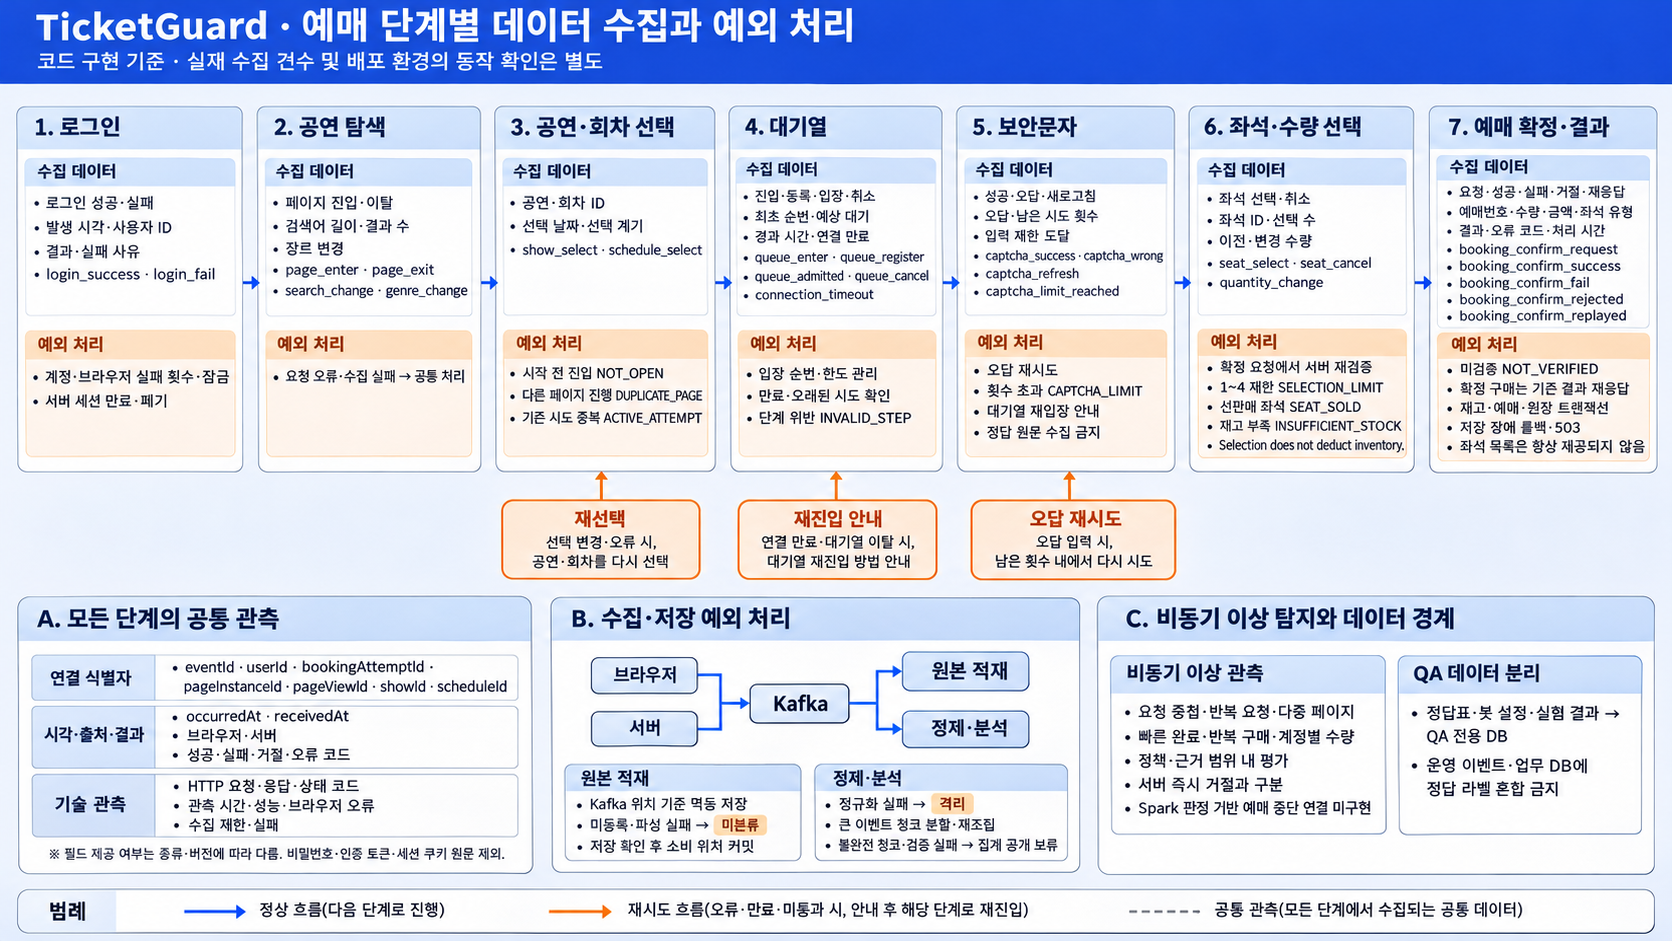 TicketGuard · 예매 단계별 데이터 수집과 예외 처리
코드 구현 기준 · 실재 수집 견수 및 배포 환경의 동작 확인은 별도
1. 로그인
수집 데이터
• 로그인 성공·실패
• 발생 시각·사용자 ID
• 결과·실패 사유
• login_success · login_fail
예외 처리
• 계정·브라우저 실패 횟수·잠금
• 서버 세션 만료·폐기
2. 공연 탐색
수집 데이터
• 페이지 진입·이탈
• 검색어 길이·결과 수
• 장르 변경
• page_enter · page_exit
• search_change · genre_change
예외 처리
• 요청 오류·수집 실패 → 공통 처리
3. 공연·회차 선택
수집 데이터
• 공연·회차 ID
• 선택 날짜·선택 계기
• show_select · schedule_select
예외 처리
• 시작 전 진입 NOT_OPEN
• 다른 페이지 진행 DUPLICATE_PAGE
• 기존 시도 중복 ACTIVE_ATTEMPT
4. 대기열
수집 데이터
• 진입·등록·입장·취소
• 최초 순번·예상 대기
• 경과 시간·연결 만료
• queue_enter · queue_register
• queue_admitted · queue_cancel
• connection_timeout
예외 처리
• 입장 순번·한도 관리
• 만료·오래된 시도 확인
• 단계 위반 INVALID_STEP
5. 보안문자
수집 데이터
• 성공·오답·새로고침
• 오답·남은 시도 횟수
• 입력 제한 도달
• captcha_success · captcha_wrong
• captcha_refresh
• captcha_limit_reached
예외 처리
• 오답 재시도
• 횟수 초과 CAPTCHA_LIMIT
• 대기열 재입장 안내
• 정답 원문 수집 금지
6. 좌석·수량 선택
수집 데이터
• 좌석 선택·취소
• 좌석 ID·선택 수
• 이전·변경 수량
• seat_select · seat_cancel
• quantity_change
예외 처리
• 확정 요청에서 서버 재검증
• 1~4 재한 SELECTION_LIMIT
• 선판매 좌석 SEAT_SOLD
• 재고 부족 INSUFFICIENT_STOCK
• Selection does not deduct inventory.
7. 예매 확정·결과
수집 데이터
• 요청·성공·실패·거절·재응답
• 예매번호·수량·금액·좌석 유형
• 결과·오류 코드·처리 시간
• booking_confirm_request
• booking_confirm_success
• booking_confirm_fail
• booking_confirm_rejected
• booking_confirm_replayed
예외 처리
• 미검증 NOT_VERIFIED
• 확정 구매는 기존 결과 재응답
• 재고·예매·원장 트랜잭션
• 저장 장애 롤백·503
• 좌석 목록은 항상 재공되지 않음
재선택
선택 변경·오류 시,
공연·회차를 다시 선택
재진입 안내
연결 만료·대기열 이탈 시,
대기열 재진입 방법 안내
오답 재시도
오답 입력 시,
남은 횟수 내에서 다시 시도
A. 모든 단계의 공통 관측
연결 식별자
• eventId · userId · bookingAttemptId ·
pageInstanceId · pageViewId · showId · scheduleId
시각·출처·결과
• occurredAt · receivedAt
• 브라우저·서버
• 성공·실패·거절·오류 코드
기술 관측
• HTTP 요청·응답·상태 코드
• 관측 시간·성능·브라우저 오류
• 수집 제한·실패
※ 필드 제공 여부는 종류·버전에 따라 다름. 비밀번호·인증 토큰·세션 쿠키 원문 제외.
B. 수집·저장 예외 처리
브라우저
서버
Kafka
원본 적재
정제·분석
원본 적재
• Kafka 위치 기준 멱동 저장
• 미동록·파성 실패 → 미분류
• 저장 확인 후 소비 위처 커밋
정제·분석
• 정규화 실패 → 격리
• 큰 이벤트 청코 분할·재조립
• 볼완전 청코·검증 실패 → 집계 공개 보류
C. 비동기 이상 탐지와 데이터 경계
비동기 이상 관측
• 요청 중첩·반복 요청·다중 페이지
• 빠른 완료·반복 구매·계정별 수량
• 정책·근거 범위 내 평가
• 서버 즉시 거절과 구분
• Spark 판정 거반 예매 중단 연결 미구현
QA 데이터 분리
• 정답표·봇 설정·실험 결과 →
QA 전용 DB
• 운영 이벤트·업무 DB에
정답 라벨 혼합 금지
범례
정상 흐름(다음 단계로 진행)
재시도 흐름(오류·만료·미통과 시, 안내 후 해당 단계로 재진입)
공통 관측(모든 단계에서 수집되는 공통 데이터)